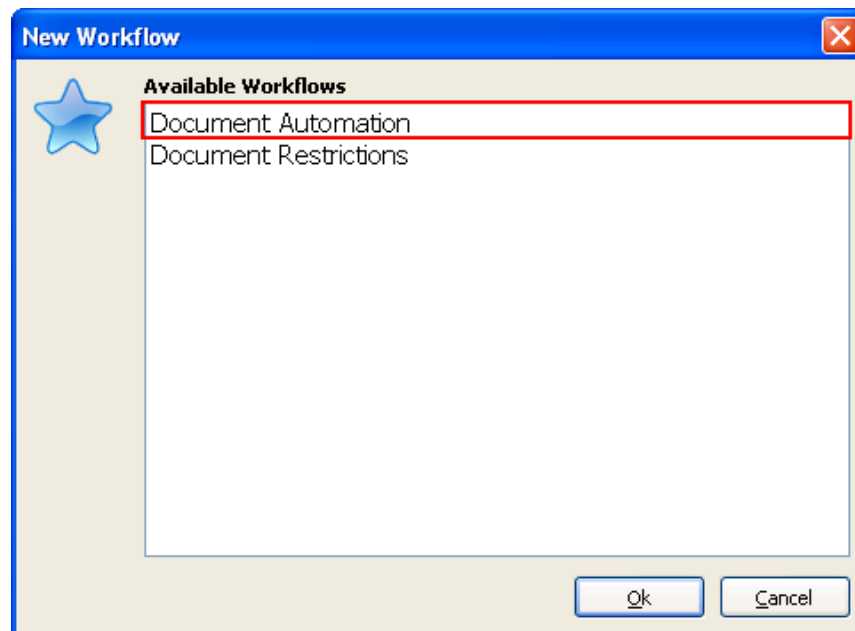 New Workflow
Available Workflows
Document Automation
Document Restrictions
Ok
Cancel